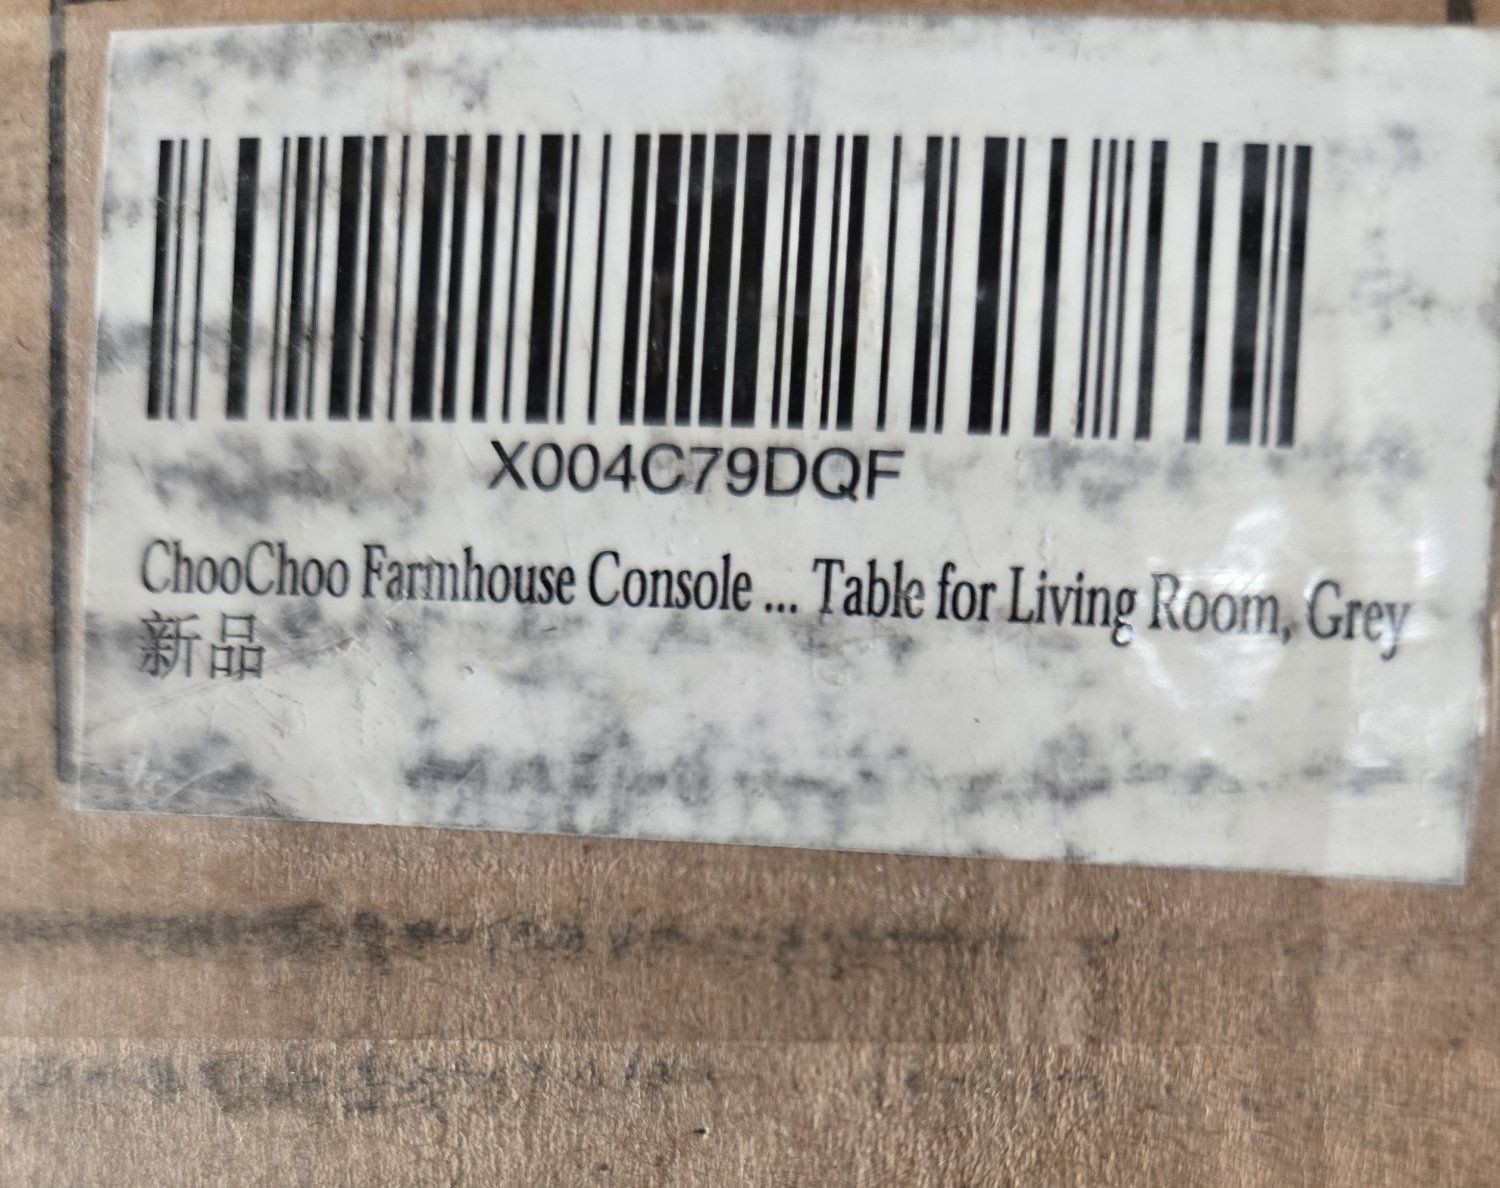 X004C79DQF
ChooChoo Farmhouse Console ... Table for Living Room, Grey
新品